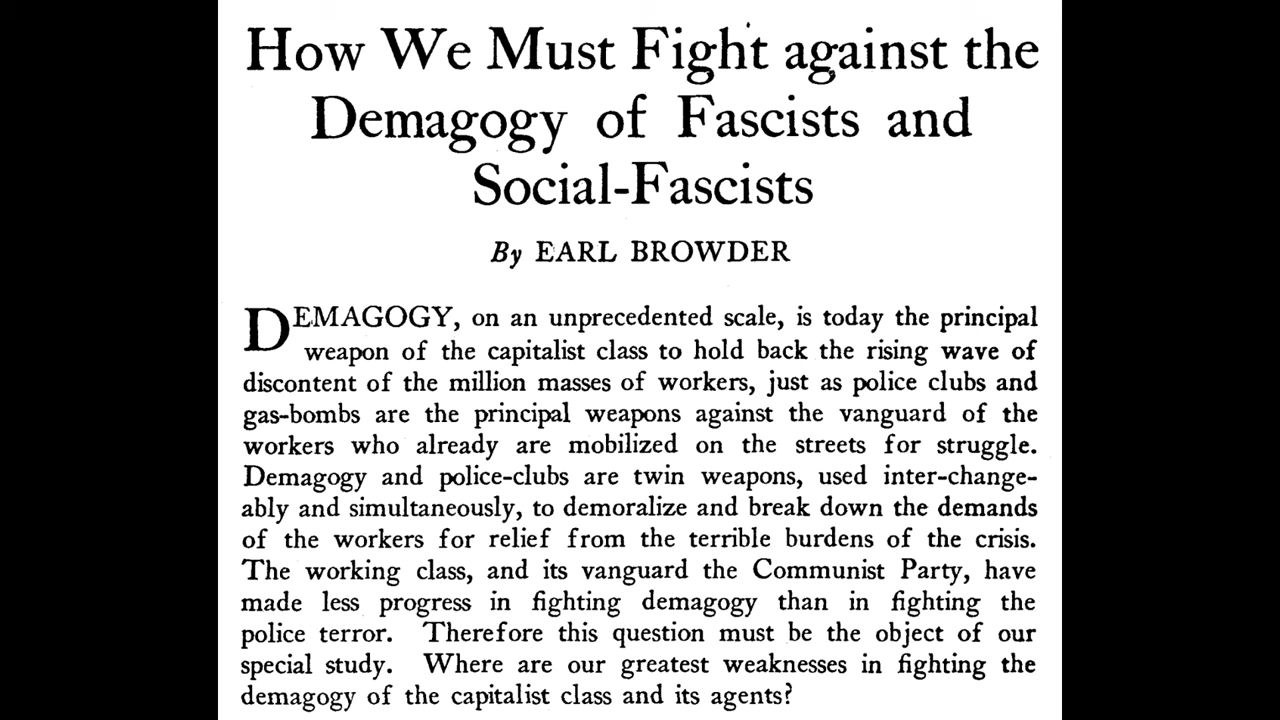 How We Must Fight against the
Demagogy of Fascists and
Social-Fascists
By EARL BROWDER
DEMAGOGY, on an unprecedented scale, is today the principal
weapon of the capitalist class to hold back the rising wave of
discontent of the million masses of workers, just as police clubs and
gas-bombs are the principal weapons against the vanguard of the
workers who already are mobilized on the streets for struggle.
Demagogy and police-clubs are twin weapons, used inter-change-
ably and simultaneously, to demoralize and break down the demands
of the workers for relief from the terrible burdens of the crisis.
The working class, and its vanguard the Communist Party, have
made less progress in fighting demagogy than in fighting the
police terror. Therefore this question must be the object of our
special study. Where are our greatest weaknesses in fighting the
demagogy of the capitalist class and its agents?